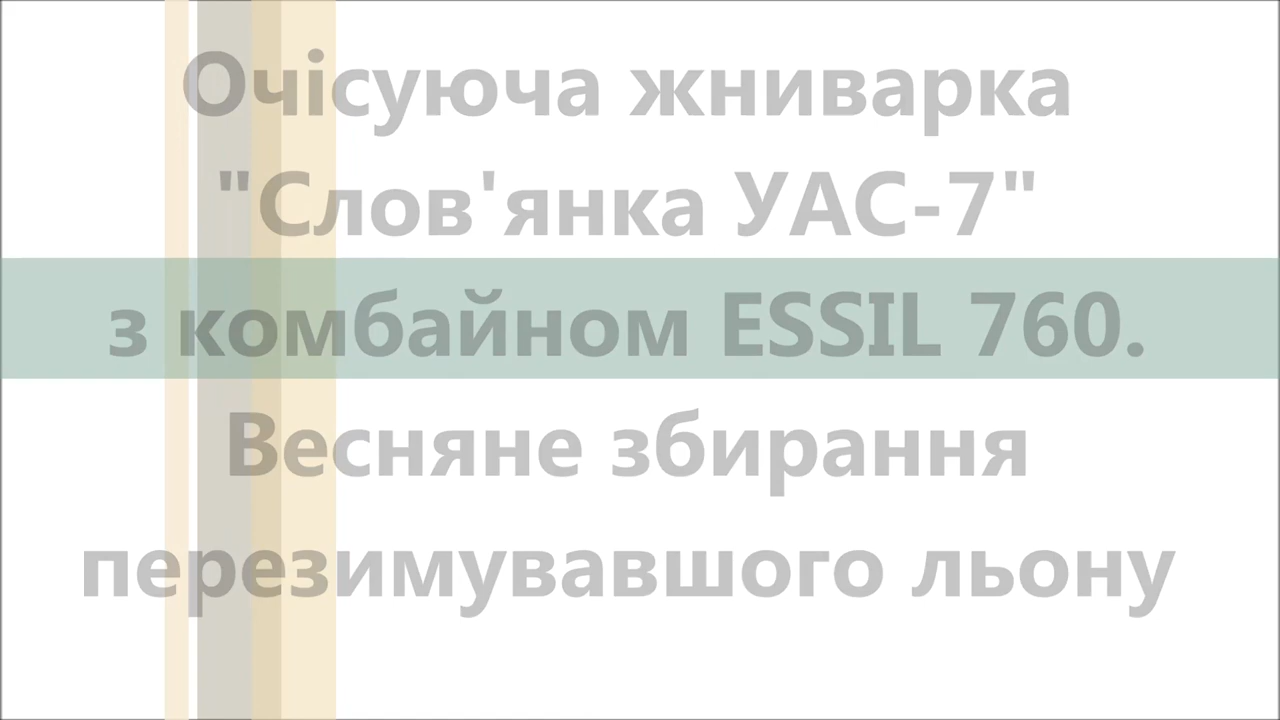 Очісуюча жниварка
"Слов'янка УАС-7"
з комбайном ESSIL 760.
Весняне збирання
перезимувавшого льону